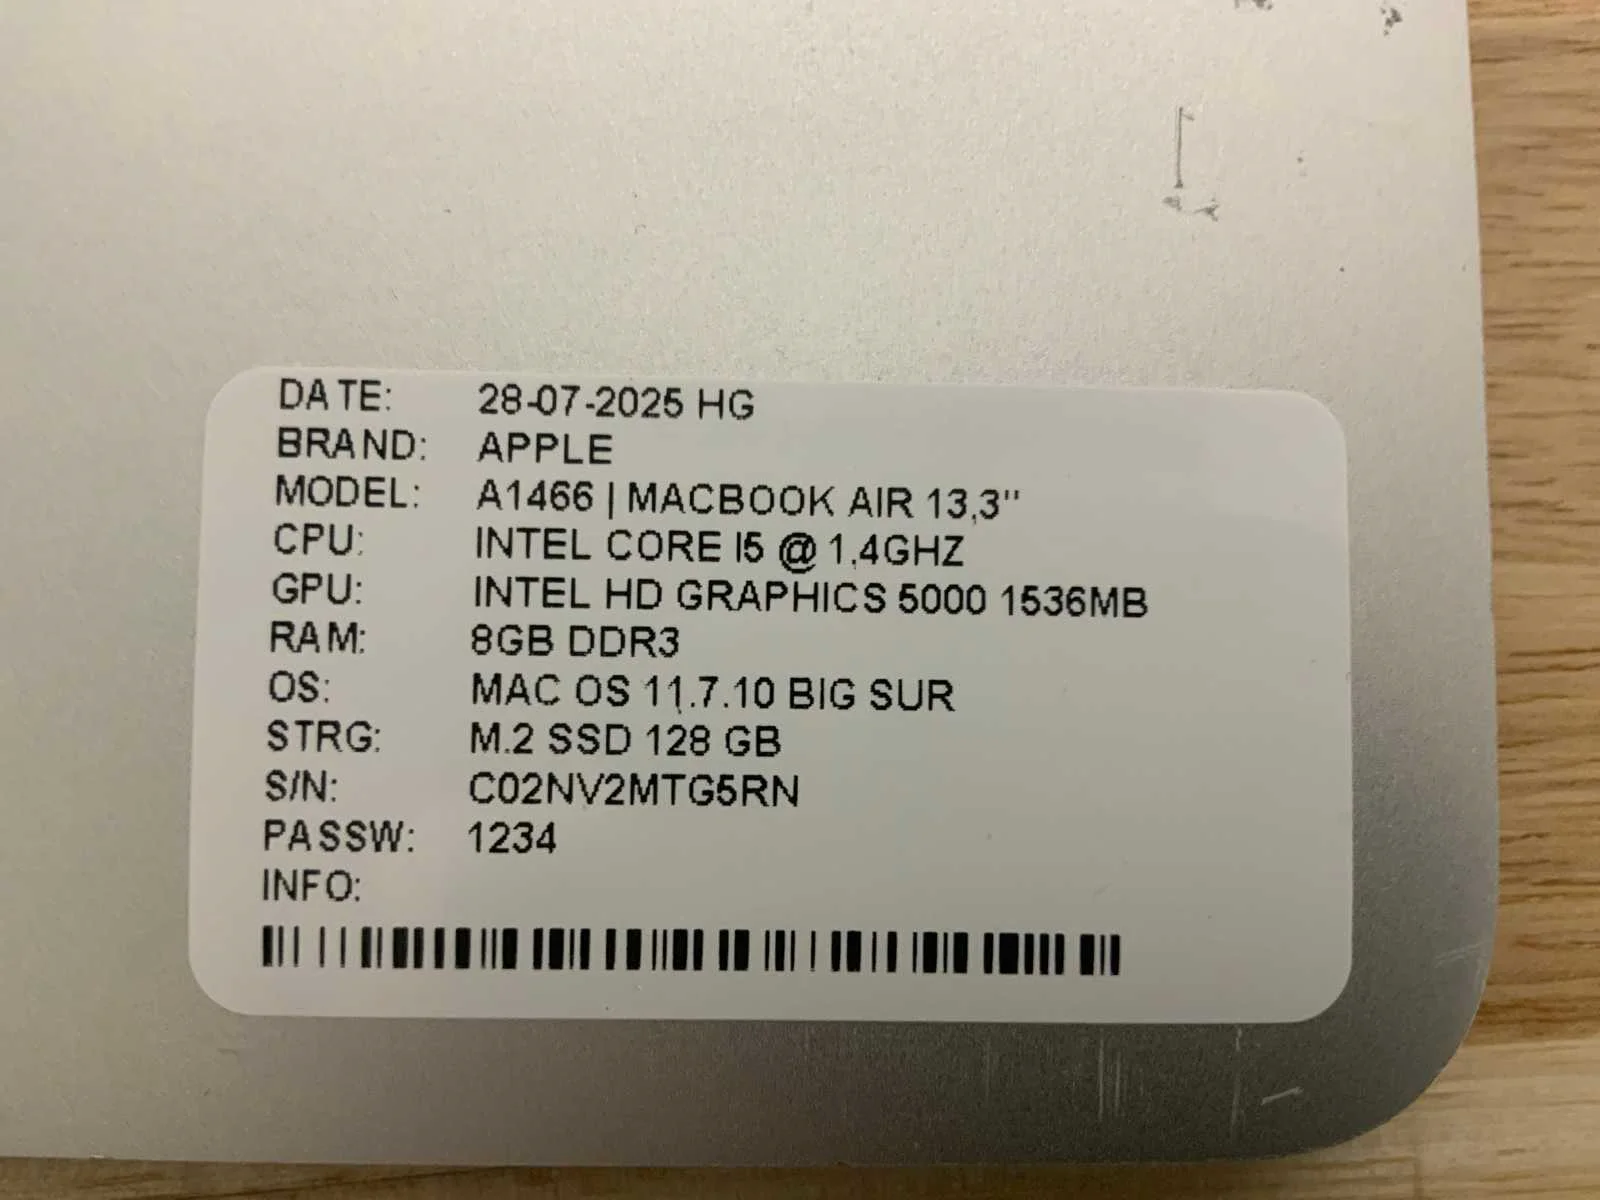 DATE: 28-07-2025 HG
BRAND: APPLE
MODEL: A1466 | MACBOOK AIR 13,3"
CPU: INTEL CORE I5 @ 1.4GHZ
GPU: INTEL HD GRAPHICS 5000 1536MB
RAM: 8GB DDR3
OS: MAC OS 11.7.10 BIG SUR
STRG: M.2 SSD 128 GB
S/N: C02NV2MTG5RN
PASSW: 1234
INFO: